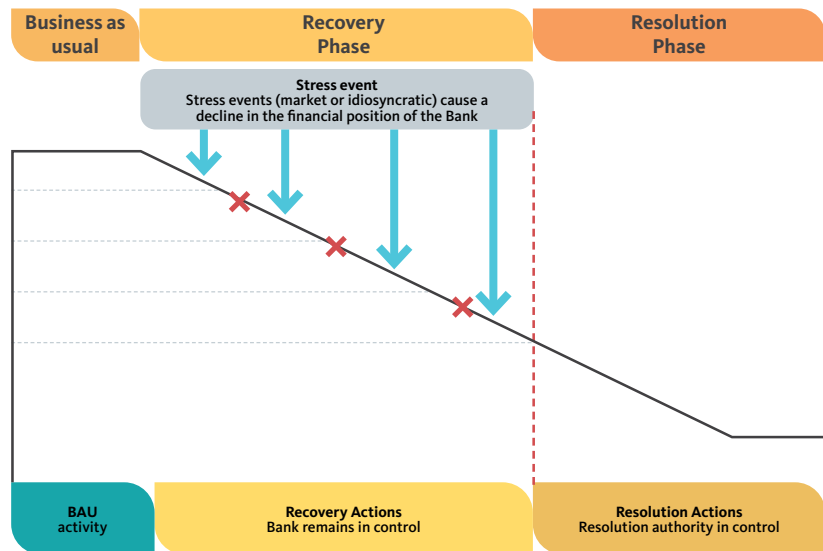 Business as
usual
Recovery
Phase
Resolution
Phase
Stress event
Stress events (market or idiosyncratic) cause a
decline in the financial position of the Bank
BAU
activity
Recovery Actions
Bank remains in control
Resolution Actions
Resolution authority in control